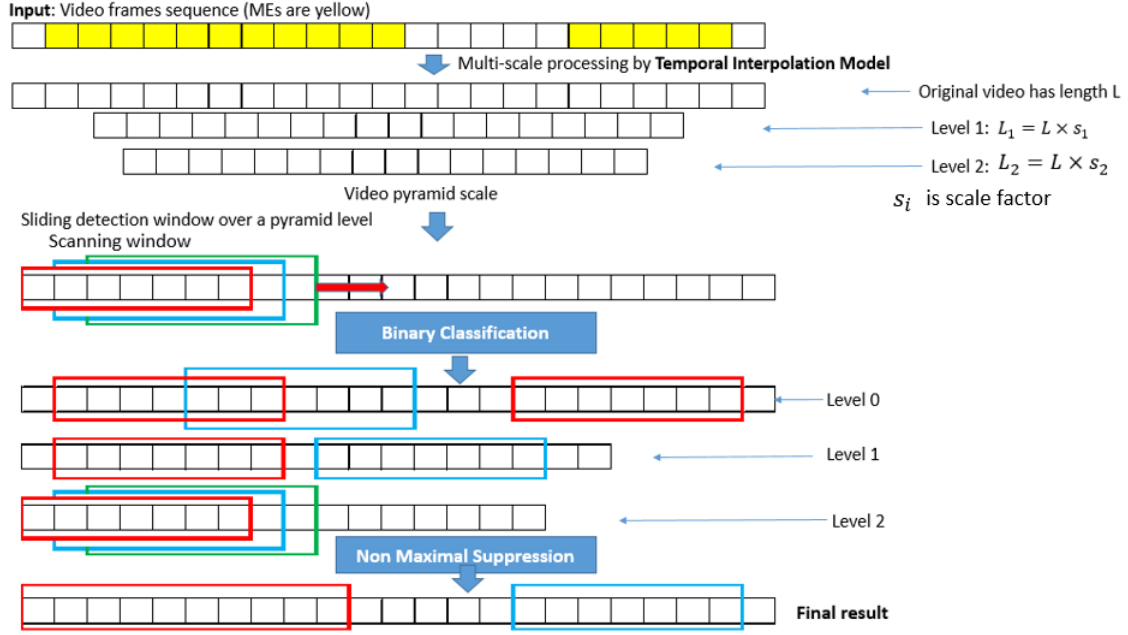 Input: Video frames sequence (MEs are yellow)
Multi-scale processing by Temporal Interpolation Model
Original video has length L
Level 1: L₁ = L × s₁
Level 2: L₂ = L × s₂
Video pyramid scale
sᵢ is scale factor
Sliding detection window over a pyramid level
Scanning window
Binary Classification
Level 0
Level 1
Level 2
Non Maximal Suppression
Final result